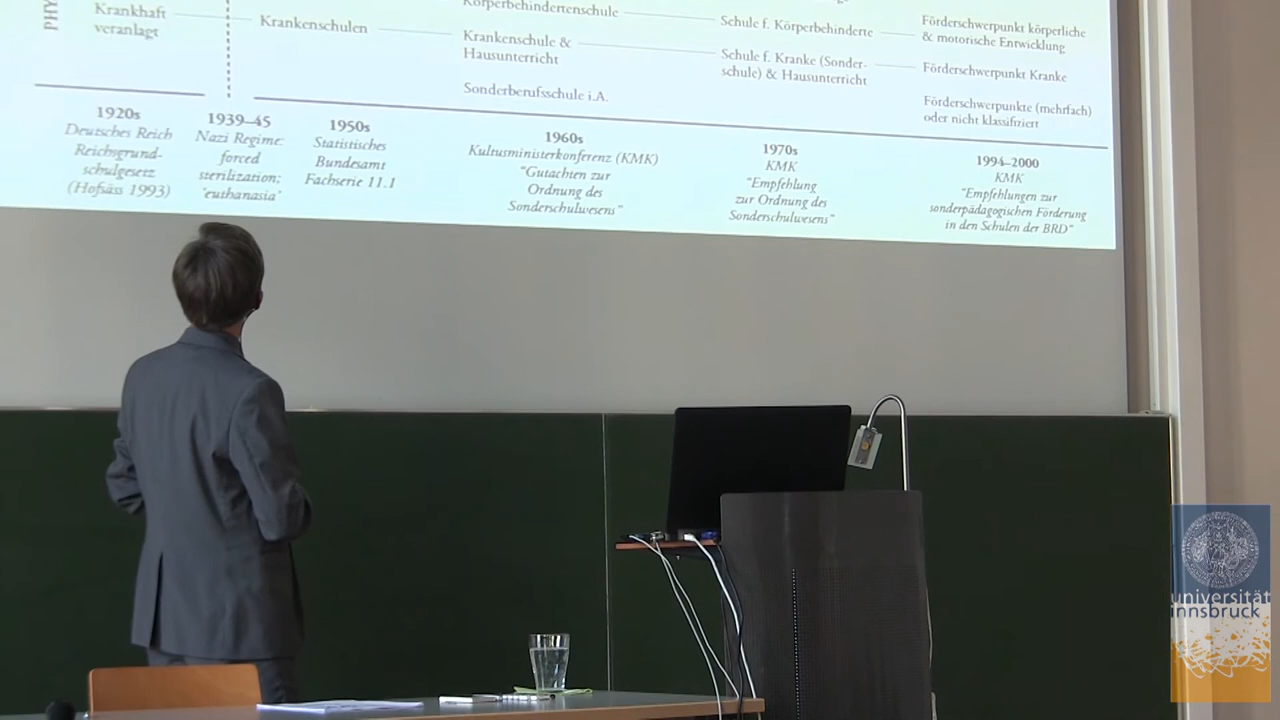 PHY
Krankhaft
veranlagt
Krankenschulen
Körperbehindertenschule
Krankenschule &
Hausunterricht
Sonderberufsschule i.A.
Schule f. Körperbehinderte
Schule f. Kranke (Sonder-
schule) & Hausunterricht
Förderschwerpunkt körperliche
& motorische Entwicklung
Förderschwerpunkt Kranke
Förderschwerpunkte (mehrfach)
oder nicht klassifiziert
1920s
Deutsches Reich
Reichsgrund-
schulgesetz
(Hofsäss 1993)
1939–45
Nazi Regime:
forced
sterilization;
'euthanasia'
1950s
Statistisches
Bundesamt
Fachserie 11.1
1960s
Kultusministerkonferenz (KMK)
"Gutachten zur
Ordnung des
Sonderschulwesens"
1970s
KMK
"Empfehlung
zur Ordnung des
Sonderschulwesens"
1994–2000
KMK
"Empfehlungen zur
sonderpädagogischen Förderung
in den Schulen der BRD"
universität
innsbruck